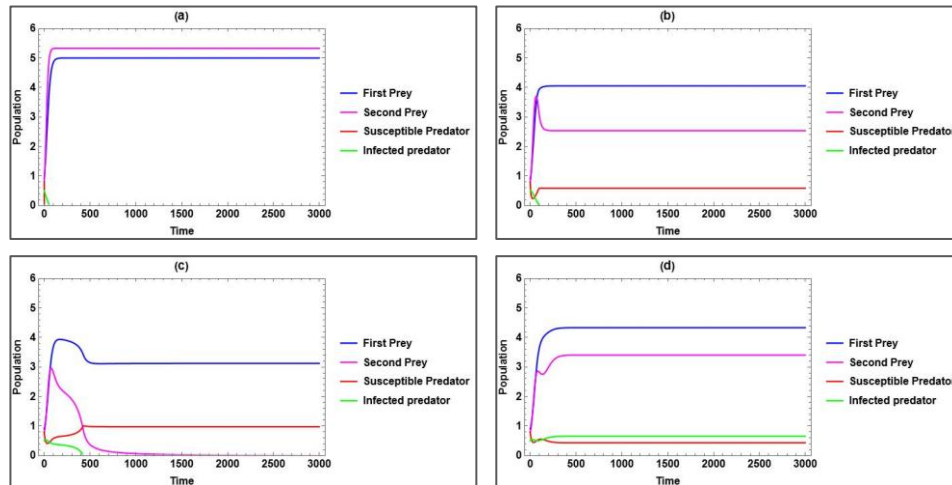 (a)
6
5
4
3
2
1
0
Population
0 500 1000 1500 2000 2500 3000
Time
First Prey
Second Prey
Susceptible Predator
Infected predator
(b)
6
5
4
3
2
1
0
Population
0 500 1000 1500 2000 2500 3000
Time
First Prey
Second Prey
Susceptible Predator
Infected predator
(c)
6
5
4
3
2
1
0
Population
0 500 1000 1500 2000 2500 3000
Time
First Prey
Second Prey
Susceptible Predator
Infected predator
(d)
6
5
4
3
2
1
0
Population
0 500 1000 1500 2000 2500 3000
Time
First Prey
Second Prey
Susceptible Predator
Infected predator